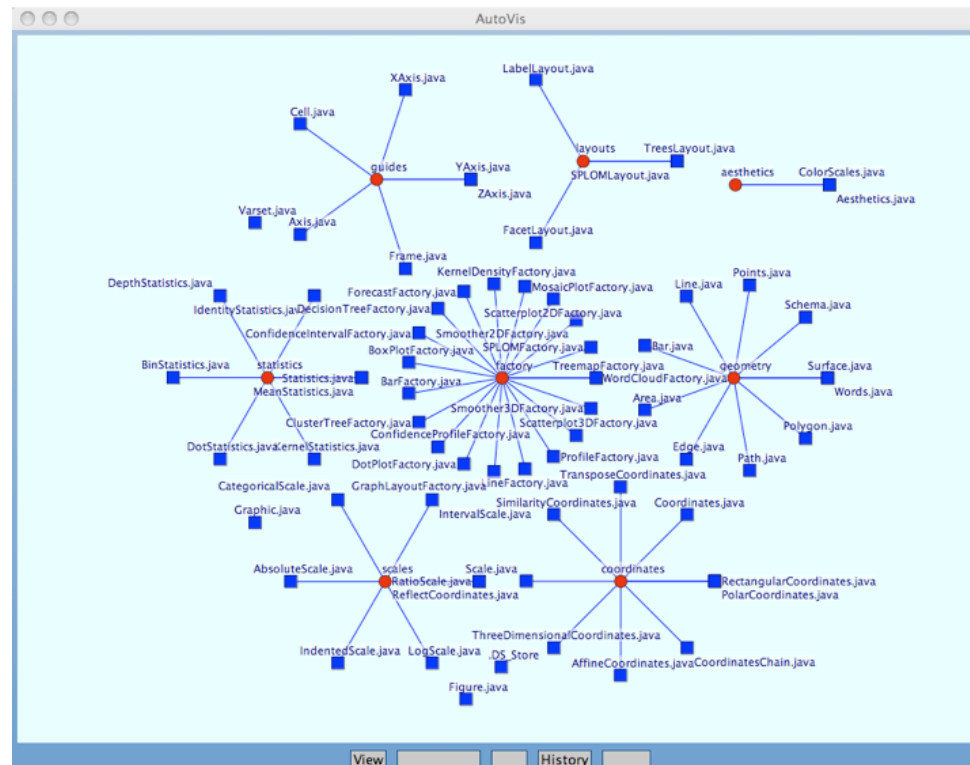 AutoVis
LabelLayout.java
XAxis.java
Cell.java
layouts
TreesLayout.java
guides
YAxis.java
SPLOMLayout.java
aesthetics
ColorScales.java
ZAxis.java
Aesthetics.java
Varset.java
Axis.java
FacetLayout.java
Frame.java
KernelDensityFactory.java
Points.java
DepthStatistics.java
Line.java
ForecastFactory.java
MosaicPlotFactory.java
IdentityStatistics.java
DecisionTreeFactory.java
Scatterplot2DFactory.java
Schema.java
ConfidenceIntervalFactory.java
Smoother2DFactory.java
BoxPlotFactory.java
SPLOMFactory.java
Bar.java
BinStatistics.java
statistics
factory
TreemapFactory.java
geometry
Surface.java
Statistics.java
WordCloudFactory.java
MeanStatistics.java
BarFactory.java
Words.java
Area.java
Smoother3DFactory.java
ClusterTreeFactory.java
Scatterplot3DFactory.java
ConfidenceProfileFactory.java
Polygon.java
DotStatistics.java
KernelStatistics.java
Edge.java
DotPlotFactory.java
ProfileFactory.java
Path.java
LineFactory.java
TransposeCoordinates.java
CategoricalScale.java
GraphLayoutFactory.java
Graphic.java
IntervalScale.java
SimilarityCoordinates.java
Coordinates.java
AbsoluteScale.java
scales
Scale.java
coordinates
RatioScale.java
RectangularCoordinates.java
ReflectCoordinates.java
PolarCoordinates.java
ThreeDimensionalCoordinates.java
IndentedScale.java
LogScale.java
.DS_Store
AffineCoordinates.java
CoordinatesChain.java
Figure.java
View
History